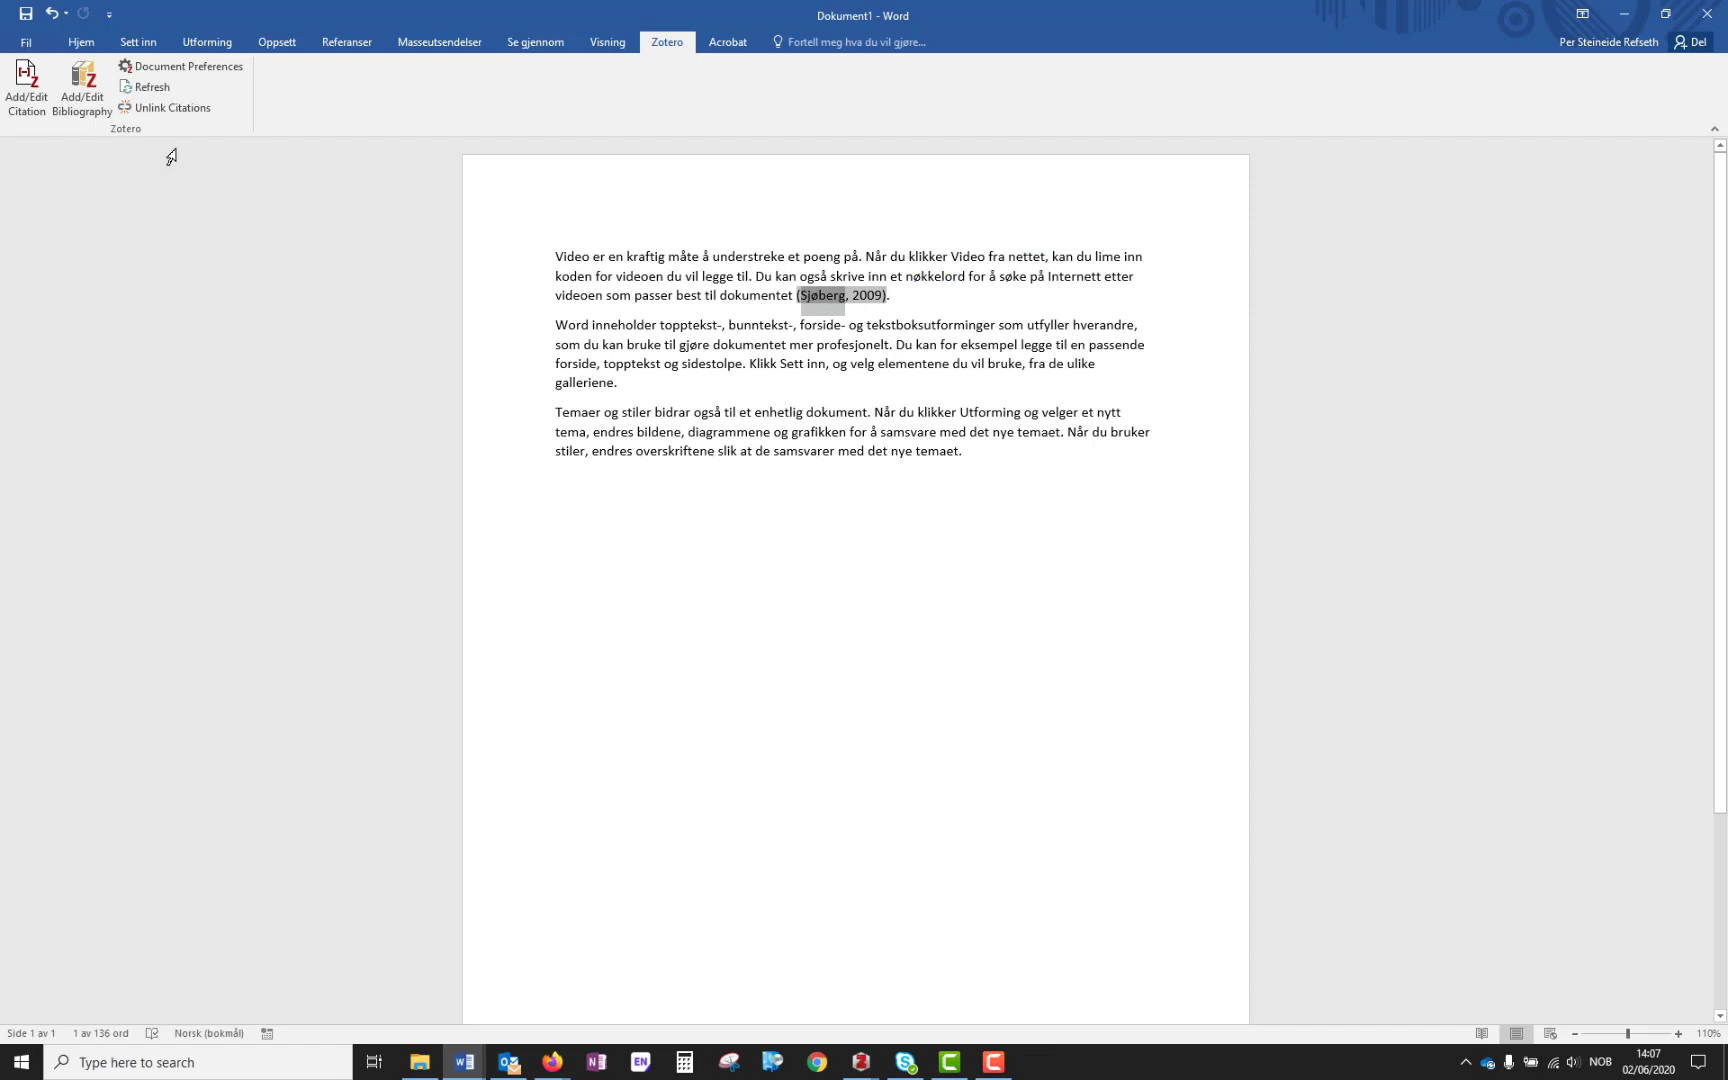 Dokument1 - Word
Fil Hjem Sett inn Utforming Oppsett Referanser Masseutsendelser Se gjennom Visning Zotero Acrobat Fortell meg hva du vil gjøre... Per Steineide Refseth Del
Add/Edit Citation
Add/Edit Bibliography
Document Preferences
Refresh
Unlink Citations
Zotero
Video er en kraftig måte å understreke et poeng på. Når du klikker Video fra nettet, kan du lime inn
koden for videoen du vil legge til. Du kan også skrive inn et nøkkelord for å søke på Internett etter
videoen som passer best til dokumentet (Sjøberg, 2009).
Word inneholder topptekst-, bunntekst-, forside- og tekstboksutforminger som utfyller hverandre,
som du kan bruke til gjøre dokumentet mer profesjonelt. Du kan for eksempel legge til en passende
forside, topptekst og sidestolpe. Klikk Sett inn, og velg elementene du vil bruke, fra de ulike
galleriene.
Temaer og stiler bidrar også til et enhetlig dokument. Når du klikker Utforming og velger et nytt
tema, endres bildene, diagrammene og grafikken for å samsvare med det nye temaet. Når du bruker
stiler, endres overskriftene slik at de samsvarer med det nye temaet.
Side 1 av 1 1 av 136 ord Norsk (bokmål) 110%
Type here to search
NOB
14:07
02/06/2020